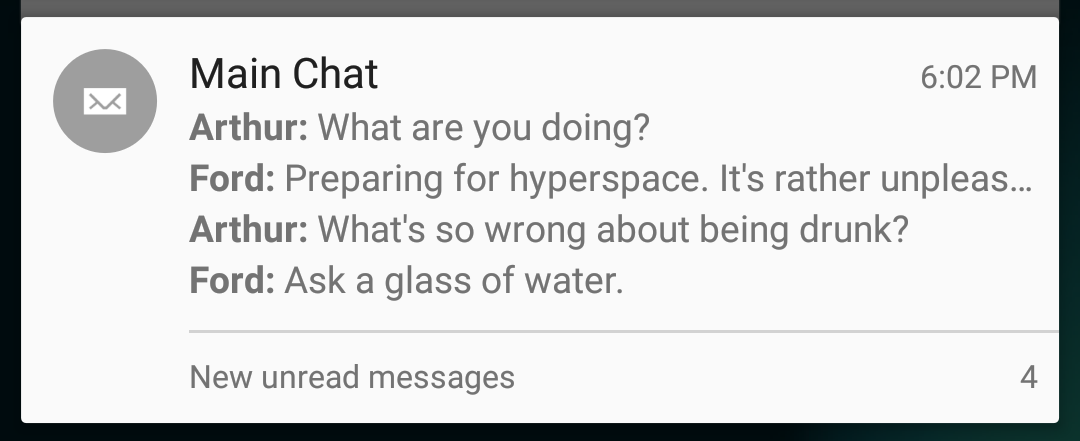 Main Chat 6:02 PM
Arthur: What are you doing?
Ford: Preparing for hyperspace. It's rather unpleas...
Arthur: What's so wrong about being drunk?
Ford: Ask a glass of water.
New unread messages 4